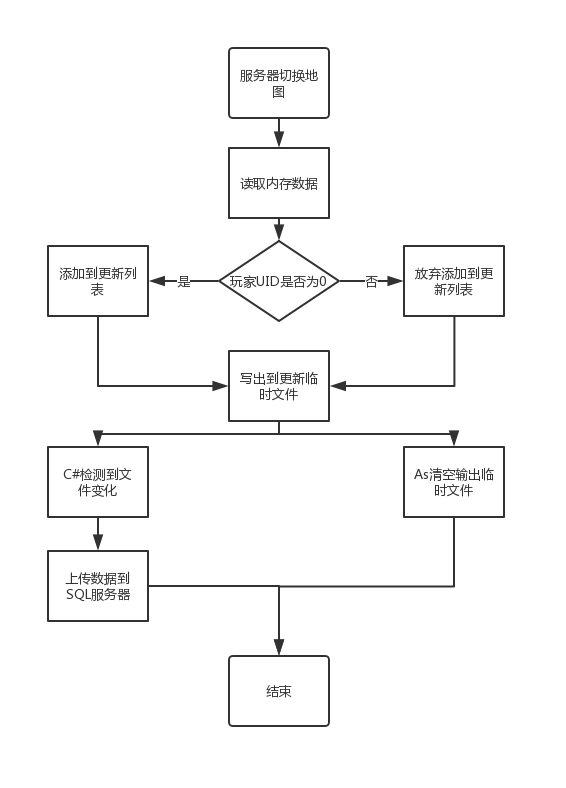 服务器切换地
图
读取内存数据
添加到更新列
表
是
玩家UID是否为0
否
放弃添加到更
新列表
写出到更新临
时文件
C#检测到文
件变化
As清空输出临
时文件
上传数据到
SQL服务器
结束